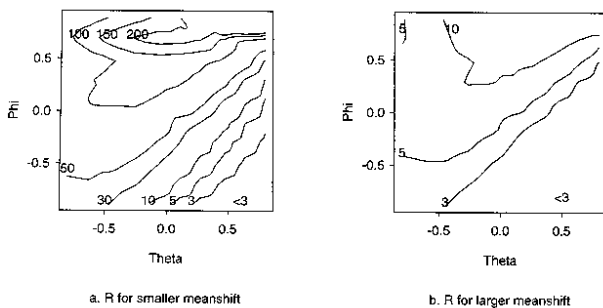 100 150 200
0.5
Phi
0.0
-0.5
50
30 10 5 3 <3
-0.5 0.0 0.5
Theta
a. R for smaller meanshift
5 10
0.5
Phi
0.0
-0.5
5
3 <3
-0.5 0.0 0.5
Theta
b. R for larger meanshift